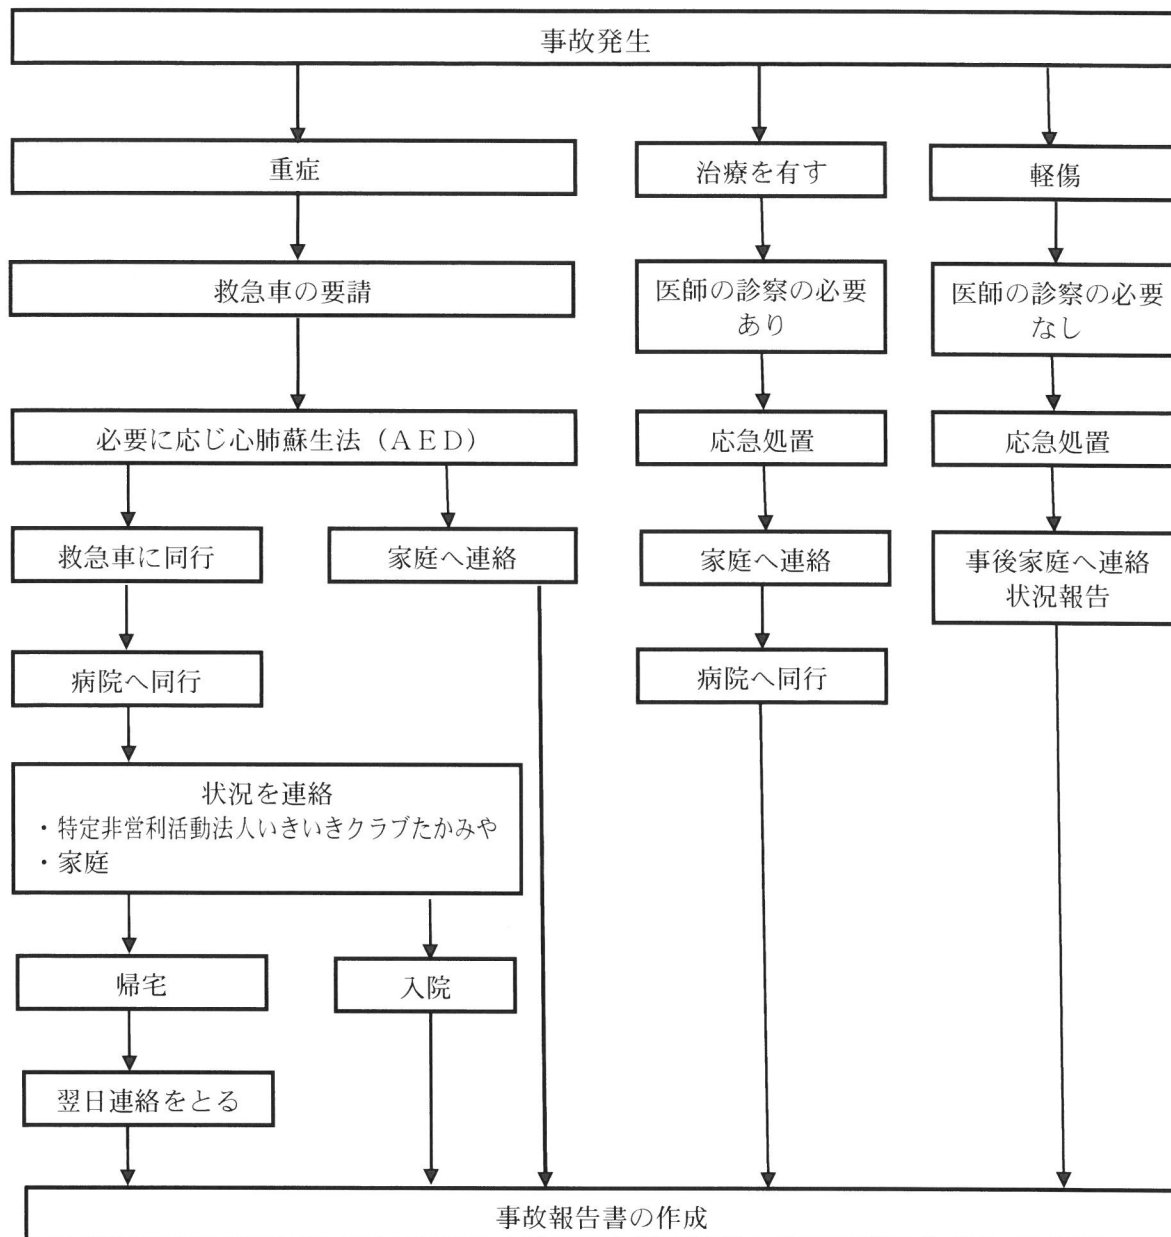 事故発生
重症
治療を有す
軽傷
救急車の要請
医師の診察の必要
あり
医師の診察の必要
なし
必要に応じ心肺蘇生法（ＡＥＤ）
応急処置
応急処置
救急車に同行
家庭へ連絡
家庭へ連絡
事後家庭へ連絡
状況報告
病院へ同行
病院へ同行
状況を連絡
・特定非営利活動法人いきいきクラブたかみや
・家庭
帰宅
入院
翌日連絡をとる
事故報告書の作成